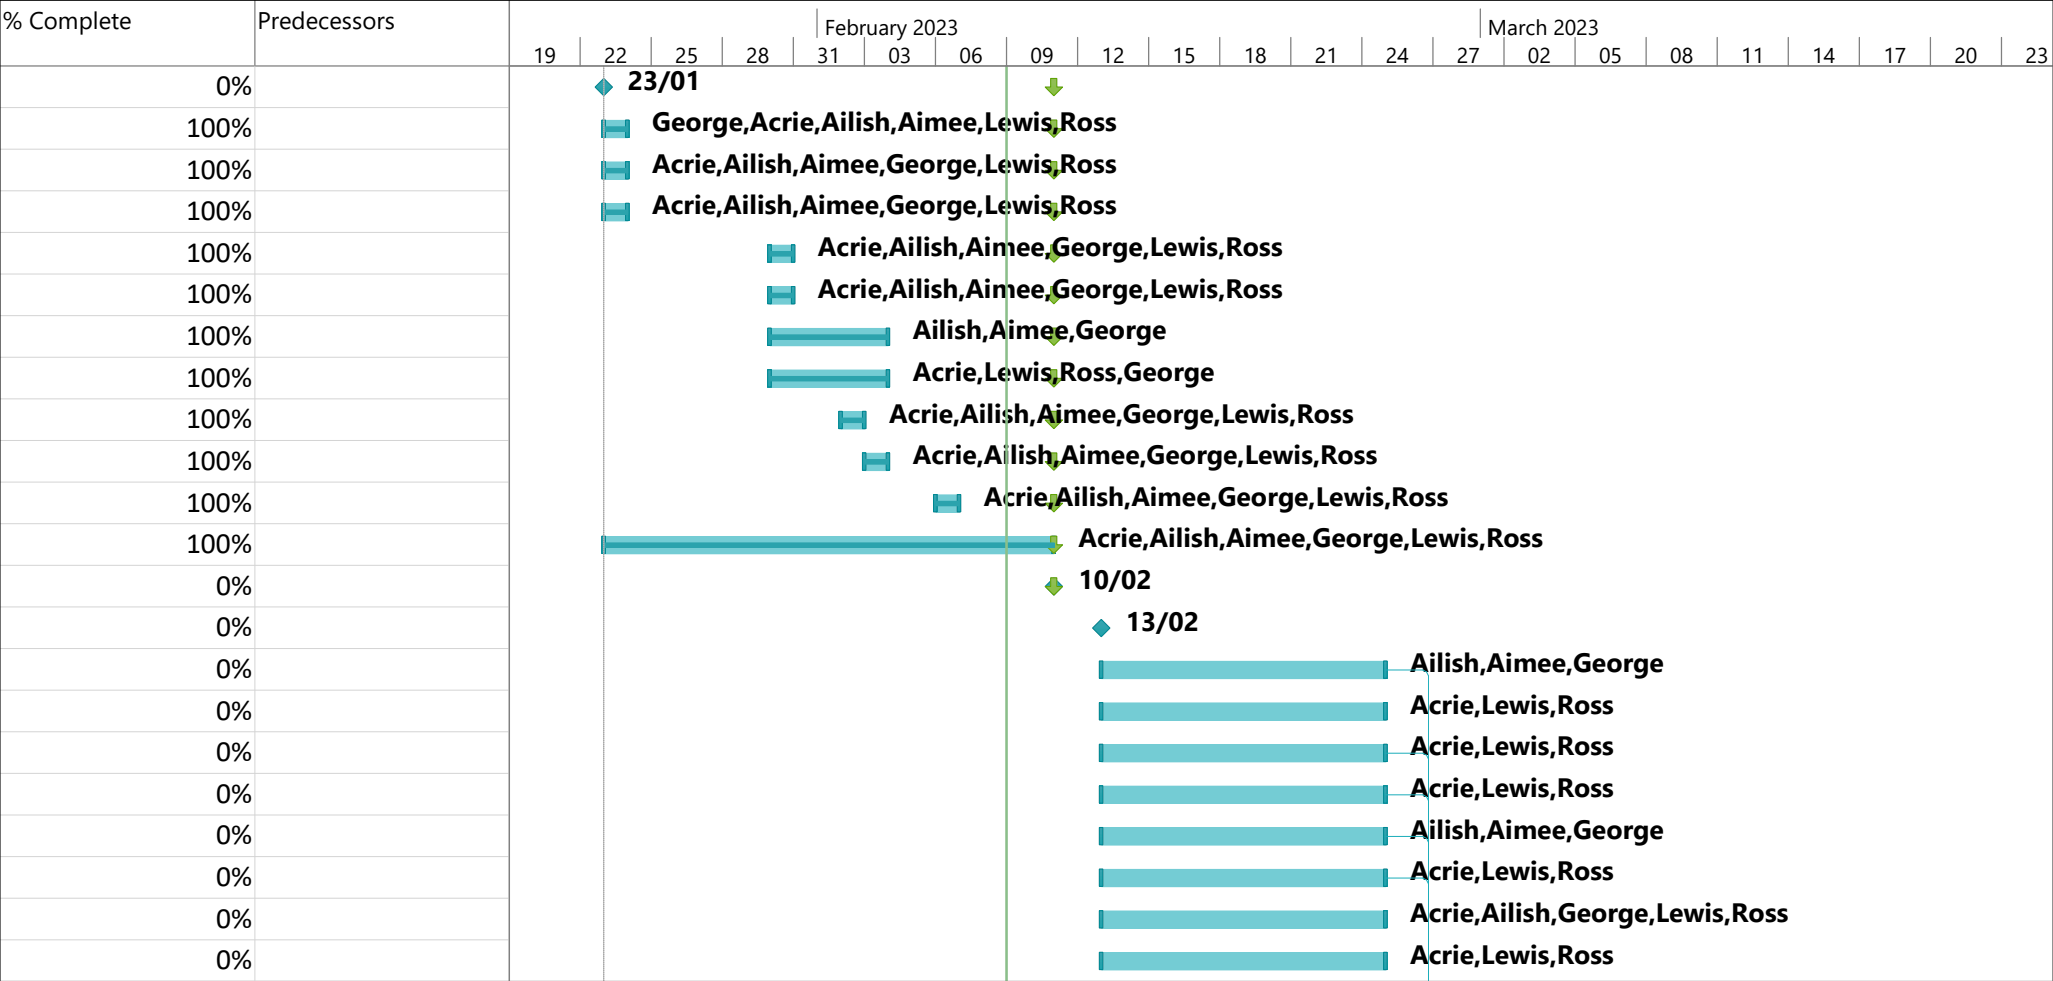 % Complete Predecessors
February 2023 March 2023
19 22 25 28 31 03 06 09 12 15 18 21 24 27 02 05 08 11 14 17 20 23
0% 23/01
100% George,Acrie,Ailish,Aimee,Lewis,Ross
100% Acrie,Ailish,Aimee,George,Lewis,Ross
100% Acrie,Ailish,Aimee,George,Lewis,Ross
100% Acrie,Ailish,Aimee,George,Lewis,Ross
100% Acrie,Ailish,Aimee,George,Lewis,Ross
100% Ailish,Aimee,George
100% Acrie,Lewis,Ross,George
100% Acrie,Ailish,Aimee,George,Lewis,Ross
100% Acrie,Ailish,Aimee,George,Lewis,Ross
100% Acrie,Ailish,Aimee,George,Lewis,Ross
100% Acrie,Ailish,Aimee,George,Lewis,Ross
0% 10/02
0% 13/02
0% Ailish,Aimee,George
0% Acrie,Lewis,Ross
0% Acrie,Lewis,Ross
0% Acrie,Lewis,Ross
0% Ailish,Aimee,George
0% Acrie,Lewis,Ross
0% Acrie,Ailish,George,Lewis,Ross
0% Acrie,Lewis,Ross